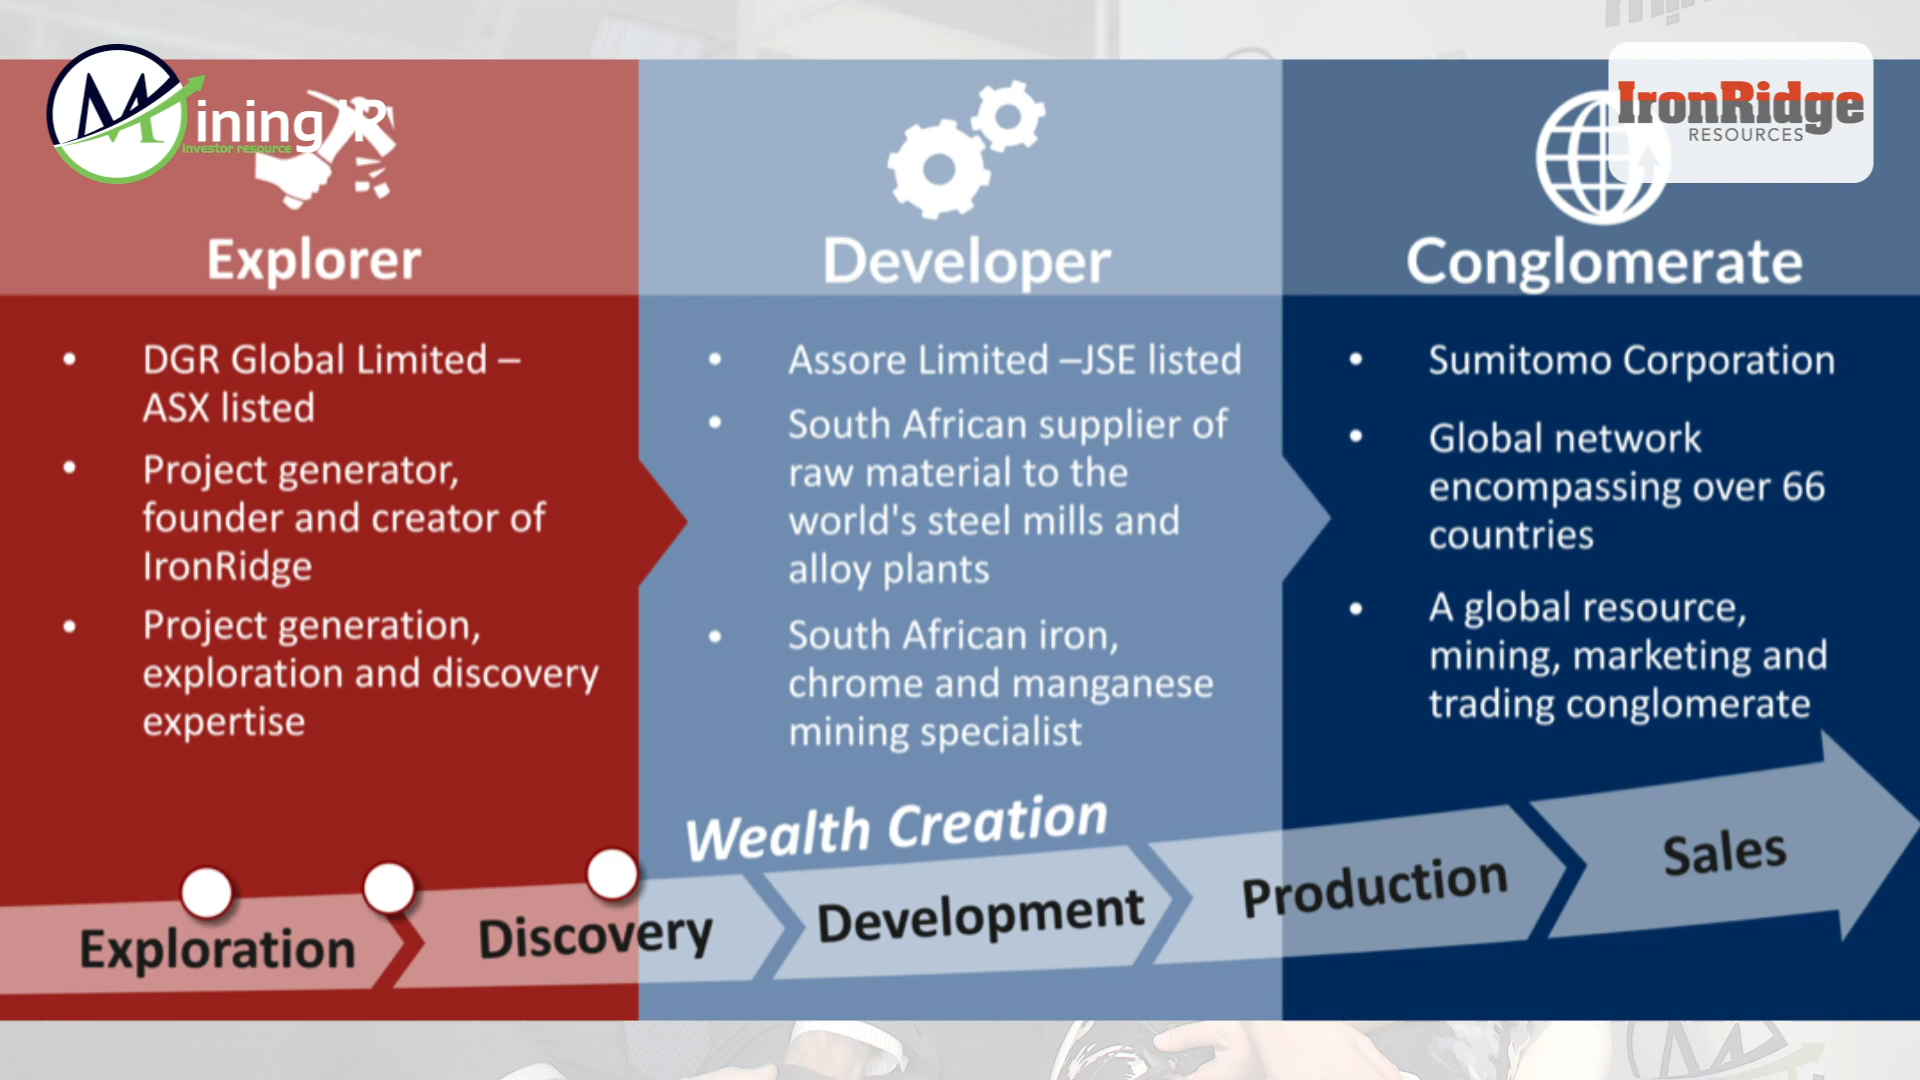 Mining IR
investor resource
IronRidge
RESOURCES
Explorer
• DGR Global Limited –
ASX listed
• Project generator,
founder and creator of
IronRidge
• Project generation,
exploration and discovery
expertise
Developer
• Assore Limited –JSE listed
• South African supplier of
raw material to the
world's steel mills and
alloy plants
• South African iron,
chrome and manganese
mining specialist
Conglomerate
• Sumitomo Corporation
• Global network
encompassing over 66
countries
• A global resource,
mining, marketing and
trading conglomerate
Wealth Creation
Exploration
Discovery
Development
Production
Sales